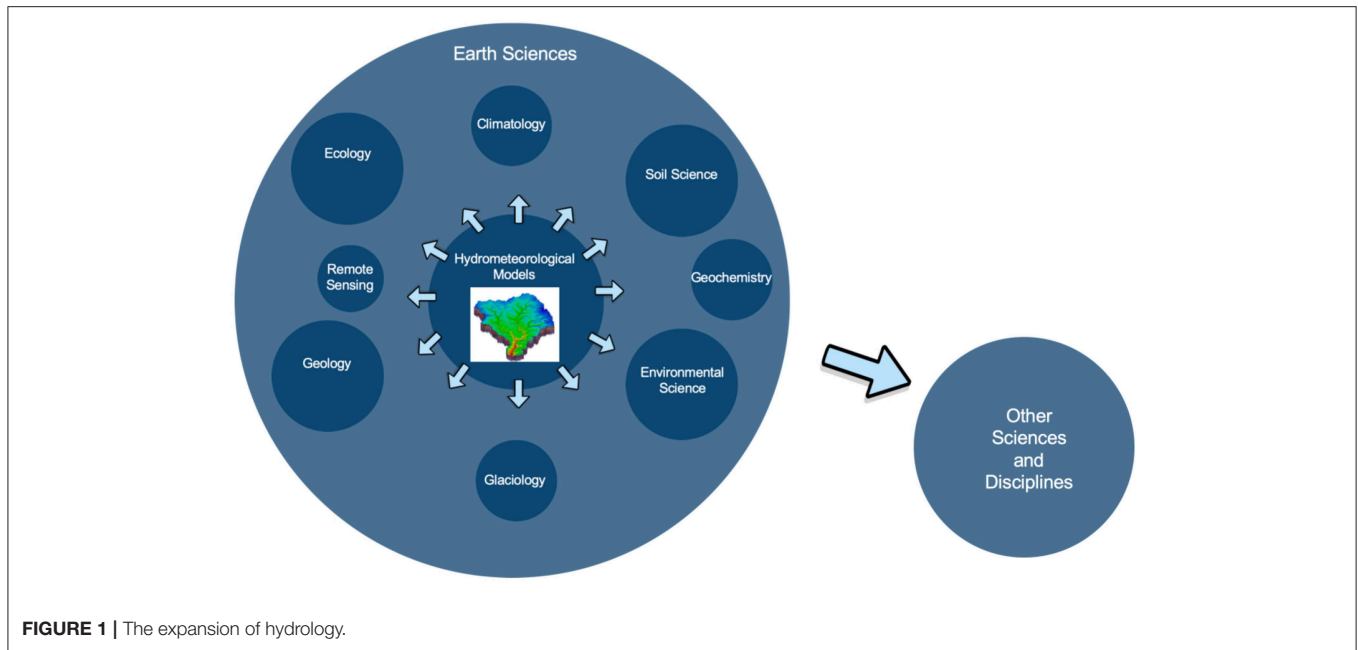 Earth Sciences
Climatology
Ecology
Soil Science
Hydrometeorological
Models
Remote
Sensing
Geochemistry
Geology
Environmental
Science
Glaciology
Other
Sciences
and
Disciplines
FIGURE 1 | The expansion of hydrology.